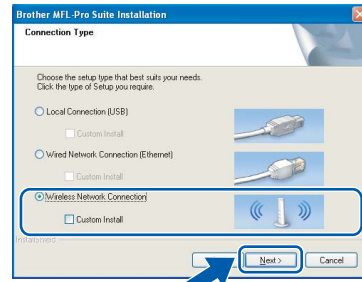 Brother MFL-Pro Suite Installation
Connection Type
Choose the setup type that best suits your needs.
Click the type of Setup you require.
Local Connection (USB)
Custom Install
Wired Network Connection (Ethernet)
Custom Install
Wireless Network Connection
Custom Install
InstallShield
Next >
Cancel